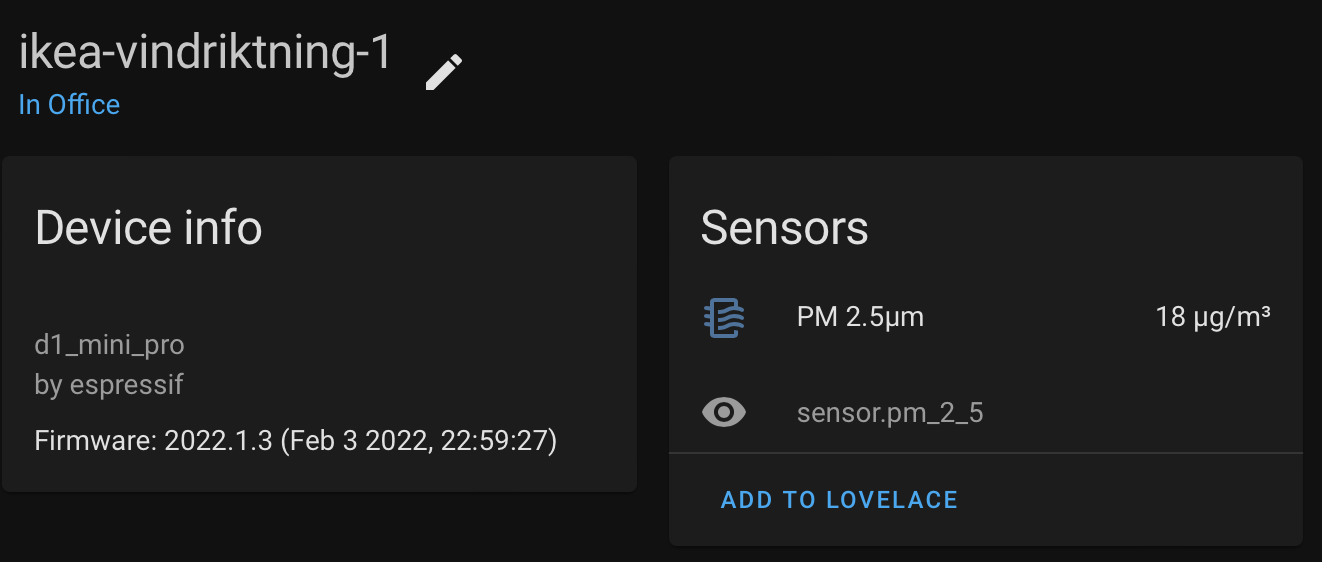 ikea-vindriktning-1
In Office
Device info
d1_mini_pro
by espressif
Firmware: 2022.1.3 (Feb 3 2022, 22:59:27)
Sensors
PM 2.5µm 18 µg/m³
sensor.pm_2_5
ADD TO LOVELACE